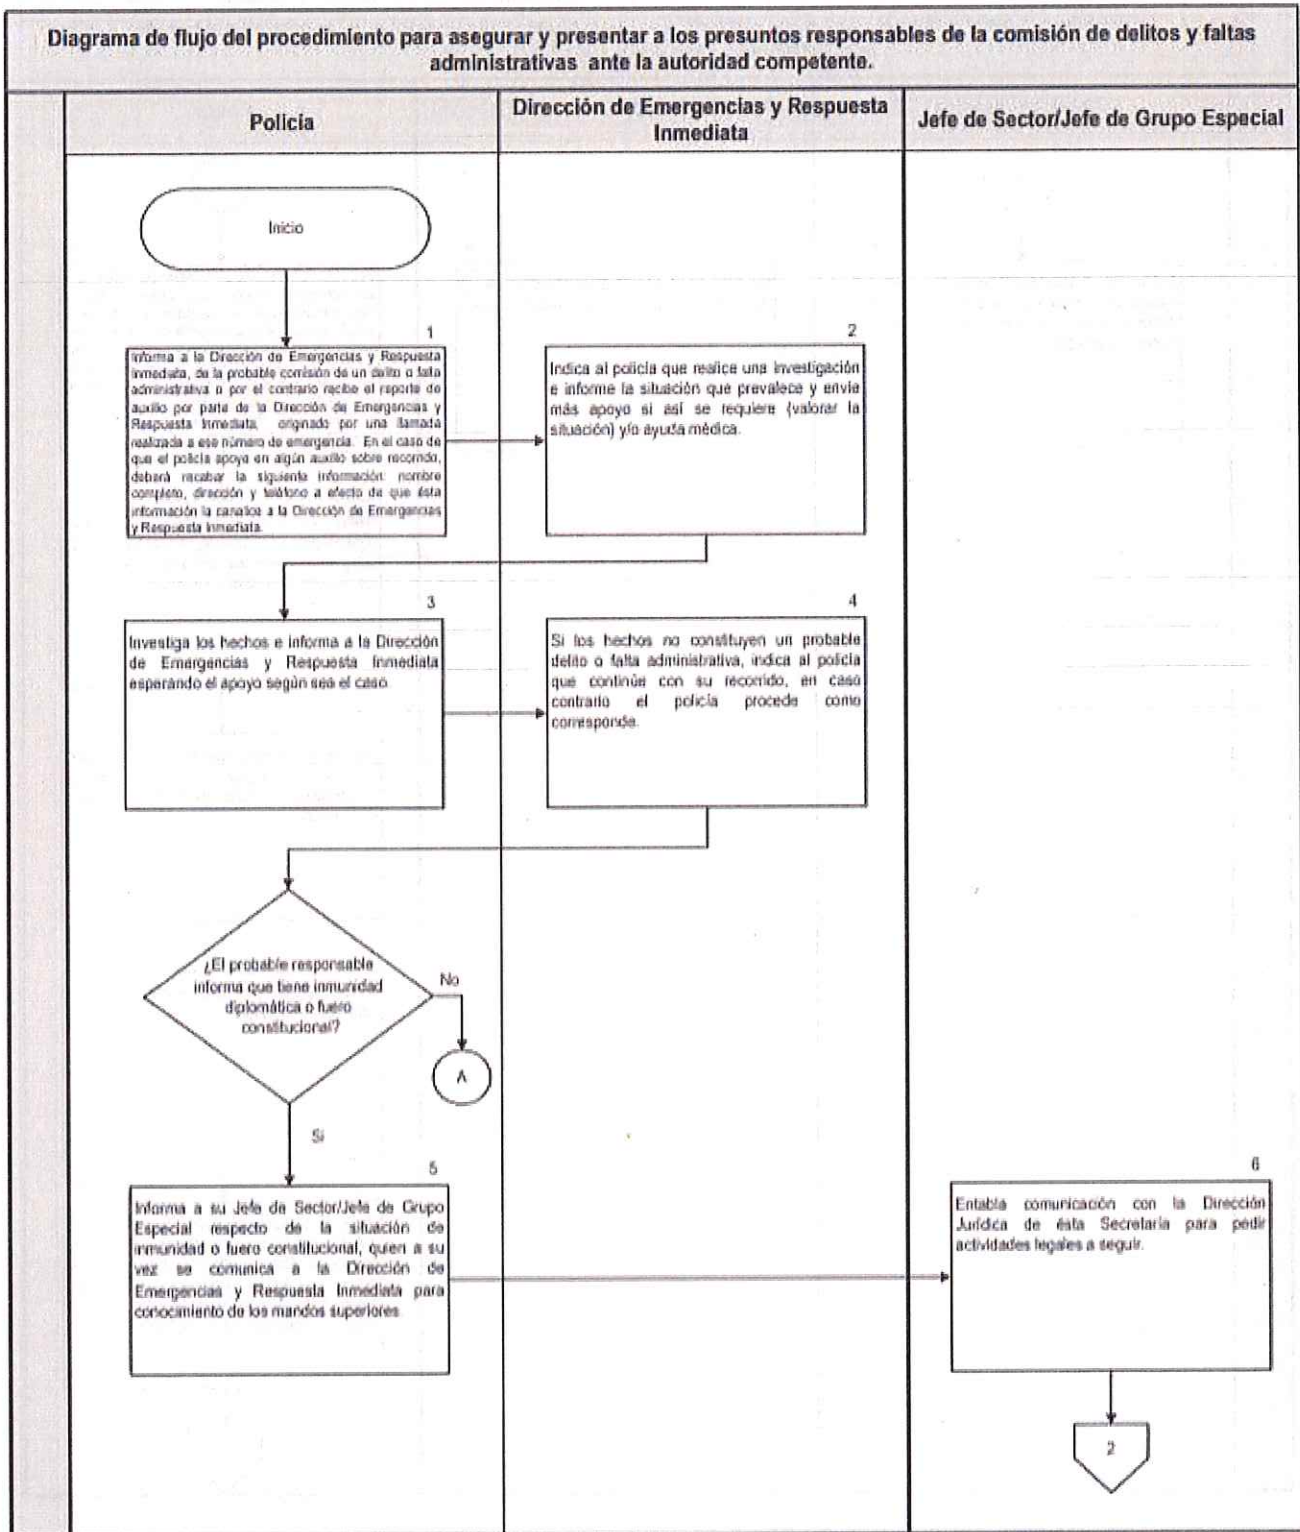 Diagrama de flujo del procedimiento para asegurar y presentar a los presuntos responsables de la comisión de delitos y faltas
administrativas ante la autoridad competente.
Policía
Dirección de Emergencias y Respuesta
Inmediata
Jefe de Sector/Jefe de Grupo Especial
Inicio
1
Informa a la Dirección de Emergencias y Respuesta
Inmediata, de la probable comisión de un delito o falta
administrativa o por el contrario recibe el reporte de
auxilio por parte de la Dirección de Emergencias y
Respuesta Inmediata, originado por una llamada
realizada a ese número de emergencia. En el caso de
que el policía apoye en algún auxilio sobre recorrido,
deberá recabar la siguiente información: nombre
completo, dirección y teléfono a efecto de que ésta
información la canalice a la Dirección de Emergencias
y Respuesta Inmediata.
2
Indica al policía que realice una investigación
e informe la situación que prevalece y envíe
más apoyo si así se requiere (valorar la
situación) y/o ayuda médica.
3
Investiga los hechos e informa a la Dirección
de Emergencias y Respuesta Inmediata
esperando el apoyo según sea el caso.
4
Si los hechos no constituyen un probable
delito o falta administrativa, indica al policía
que continúe con su recorrido, en caso
contrario el policía procede como
corresponde.
¿El probable responsable
informa que tiene inmunidad
diplomática o fuero
constitucional?
No
A
Si
5
Informa a su Jefe de Sector/Jefe de Grupo
Especial respecto de la situación de
inmunidad o fuero constitucional, quien a su
vez se comunica a la Dirección de
Emergencias y Respuesta Inmediata para
conocimiento de los mandos superiores.
6
Entabla comunicación con la Dirección
Jurídica de ésta Secretaría para pedir
actividades legales a seguir.
2